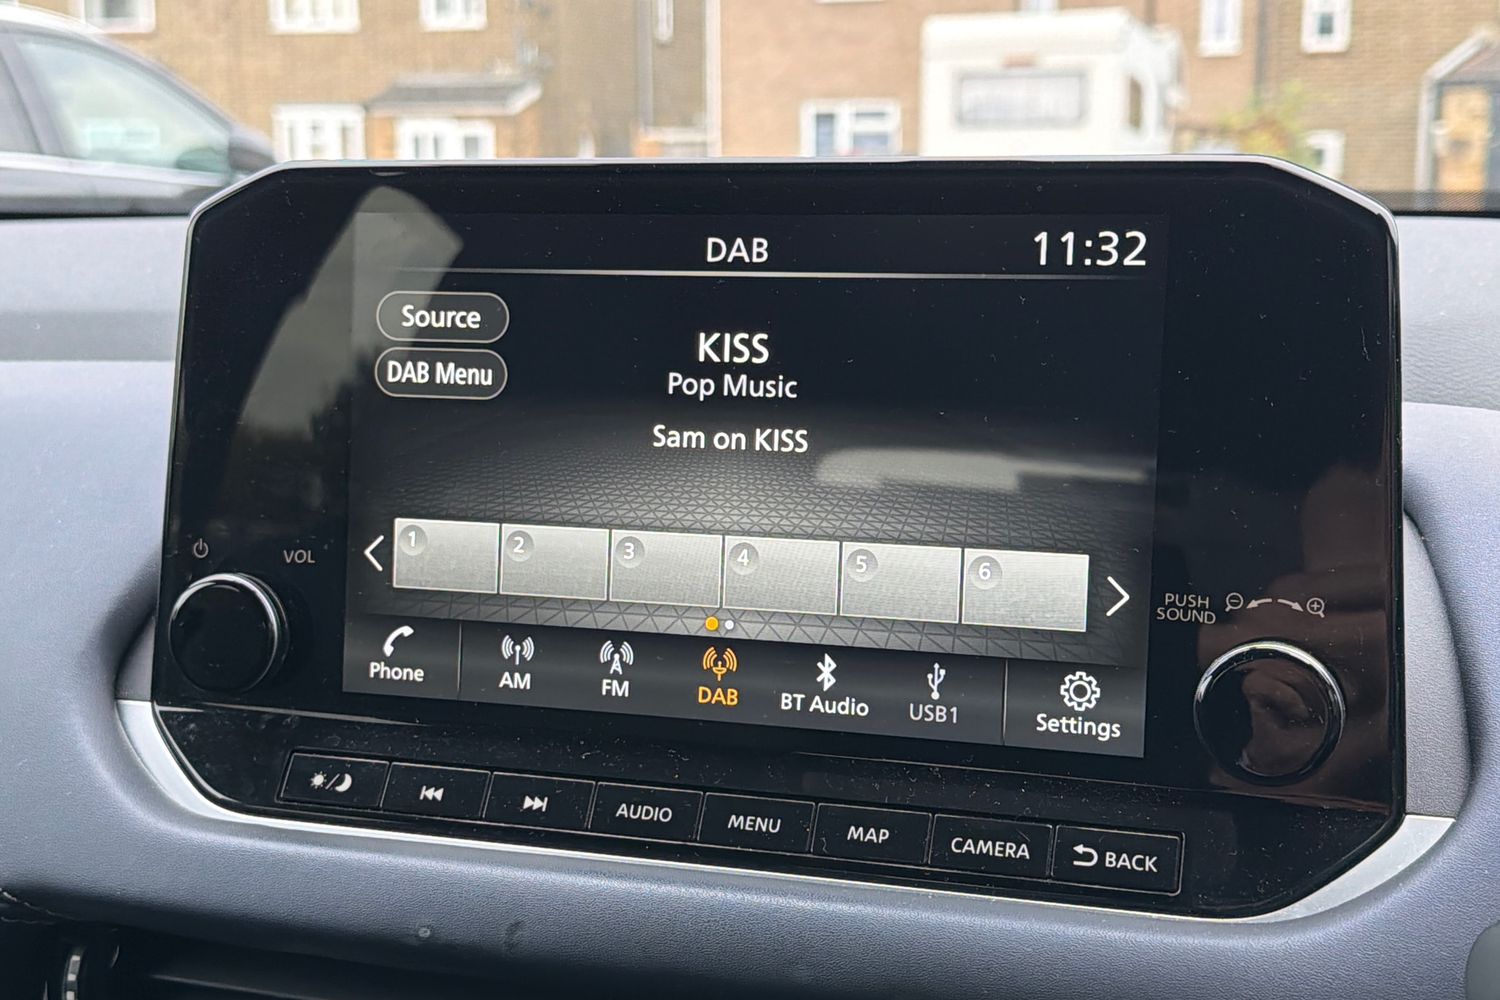 DAB
11:32
Source
DAB Menu
KISS
Pop Music
Sam on KISS
1 2 3 4 5 6
VOL
PUSH
SOUND
Phone
AM
FM
DAB
BT Audio
USB1
Settings
AUDIO
MENU
MAP
CAMERA
BACK